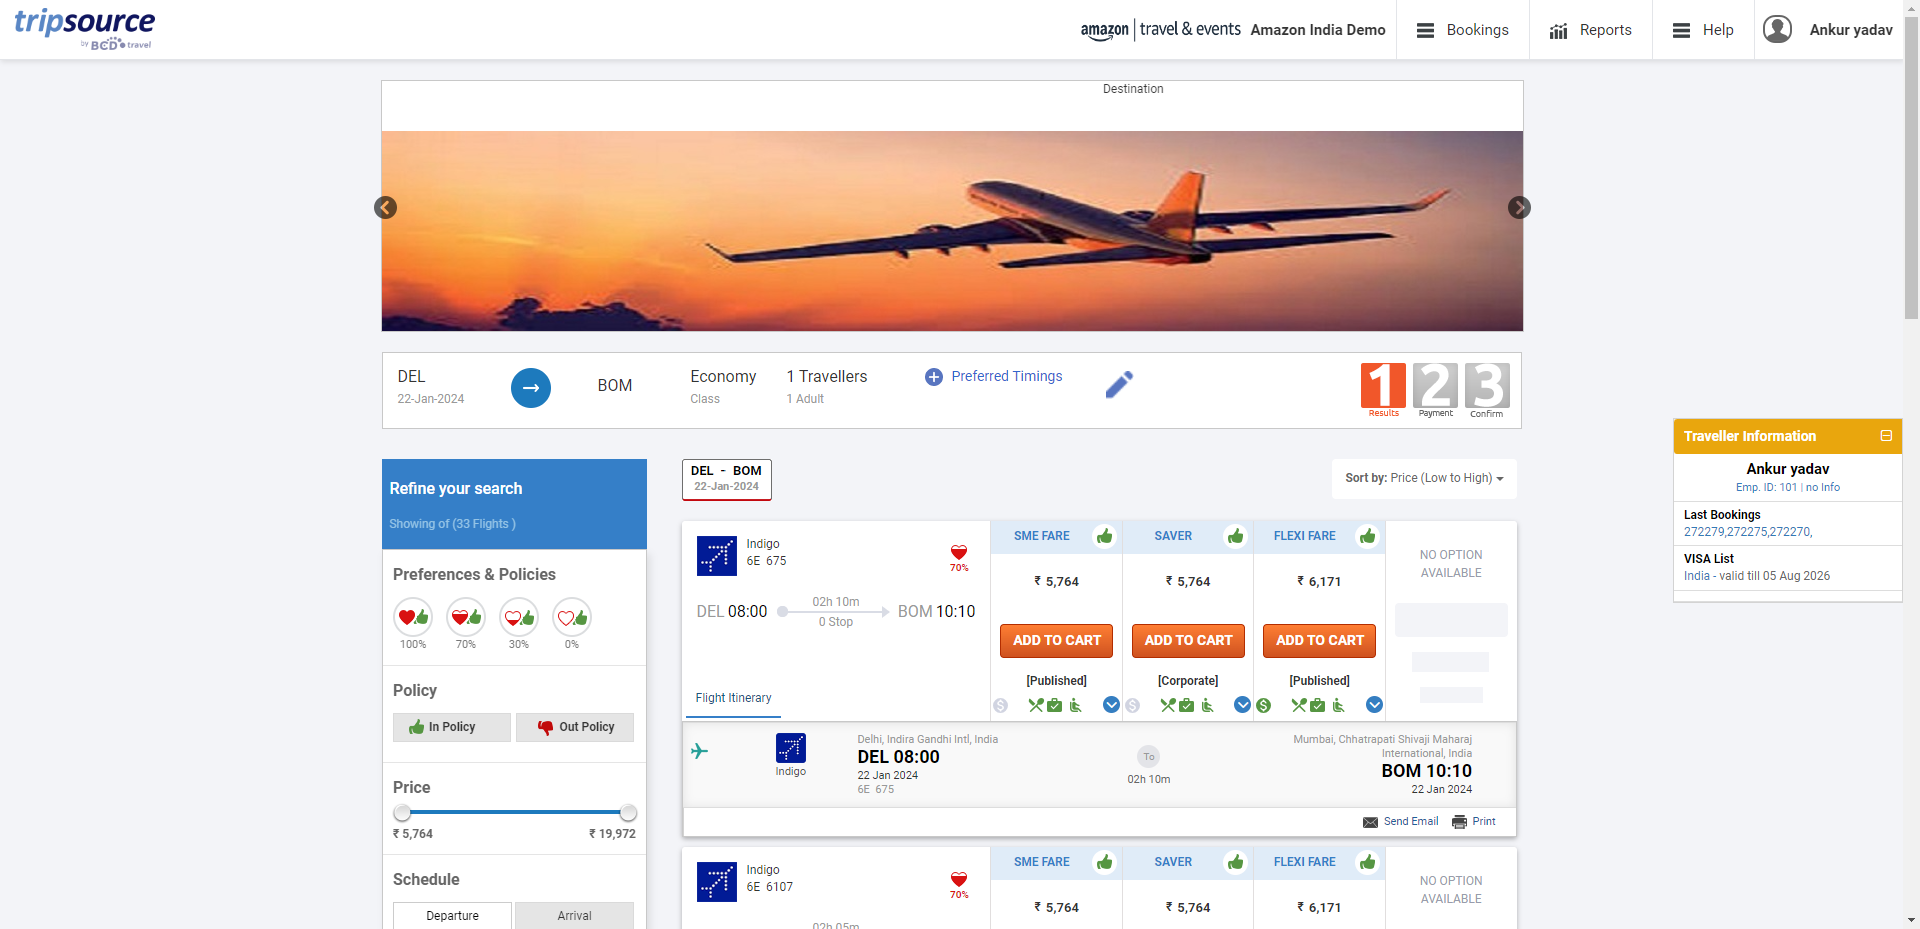 tripsource
by BCD travel
amazon travel & events Amazon India Demo
Bookings
Reports
Help
Ankur yadav
Destination
DEL
22-Jan-2024
BOM
Economy
Class
1 Travellers
1 Adult
Preferred Timings
1 2 3
Results Payment Confirm
Traveller Information
Ankur yadav
Emp. ID: 101 | no Info
Last Bookings
272279,272275,272270,
VISA List
India - valid till 05 Aug 2026
Refine your search
Showing of (33 Flights )
Preferences & Policies
100% 70% 30% 0%
Policy
In Policy Out Policy
Price
₹ 5,764 ₹ 19,972
Schedule
Departure Arrival
DEL - BOM
22-Jan-2024
Sort by: Price (Low to High)
Indigo
6E 675
70%
DEL 08:00
02h 10m
0 Stop
BOM 10:10
Flight Itinerary
SME FARE SAVER FLEXI FARE
₹ 5,764 ₹ 5,764 ₹ 6,171
ADD TO CART ADD TO CART ADD TO CART
[Published] [Corporate] [Published]
NO OPTION
AVAILABLE
Indigo
Delhi, Indira Gandhi Intl, India
DEL 08:00
22 Jan 2024
6E 675
To
02h 10m
Mumbai, Chhatrapati Shivaji Maharaj
International, India
BOM 10:10
22 Jan 2024
Send Email Print
Indigo
6E 6107
70%
02h 05m
SME FARE SAVER FLEXI FARE
₹ 5,764 ₹ 5,764 ₹ 6,171
NO OPTION
AVAILABLE